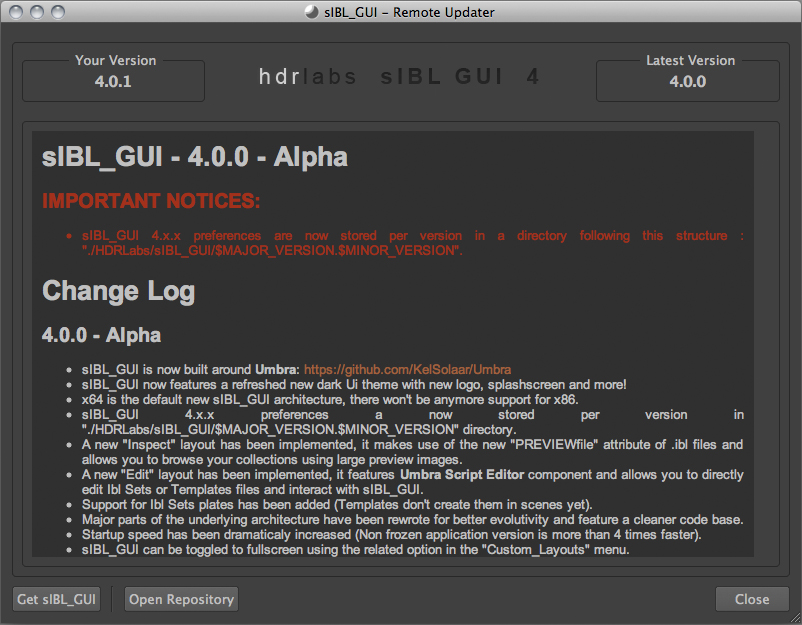 sIBL_GUI - Remote Updater
Your Version
4.0.1
hdrlabs sIBL GUI 4
Latest Version
4.0.0
sIBL_GUI - 4.0.0 - Alpha
IMPORTANT NOTICES:
• sIBL_GUI 4.x.x preferences are now stored per version in a directory following this structure :
"./HDRLabs/sIBL_GUI/$MAJOR_VERSION.$MINOR_VERSION".
Change Log
4.0.0 - Alpha
• sIBL_GUI is now built around Umbra: https://github.com/KelSolaar/Umbra
• sIBL_GUI now features a refreshed new dark Ui theme with new logo, splashscreen and more!
• x64 is the default new sIBL_GUI architecture, there won't be anymore support for x86.
• sIBL_GUI 4.x.x preferences a now stored per version in
"./HDRLabs/sIBL_GUI/$MAJOR_VERSION.$MINOR_VERSION" directory.
• A new "Inspect" layout has been implemented, it makes use of the new "PREVIEWfile" attribute of .ibl files and
allows you to browse your collections using large preview images.
• A new "Edit" layout has been implemented, it features Umbra Script Editor component and allows you to directly
edit Ibl Sets or Templates files and interact with sIBL_GUI.
• Support for Ibl Sets plates has been added (Templates don't create them in scenes yet).
• Major parts of the underlying architecture have been rewrote for better evolutivity and feature a cleaner code base.
• Startup speed has been dramaticaly increased (Non frozen application version is more than 4 times faster).
• sIBL_GUI can be toggled to fullscreen using the related option in the "Custom_Layouts" menu.
Get sIBL_GUI
Open Repository
Close